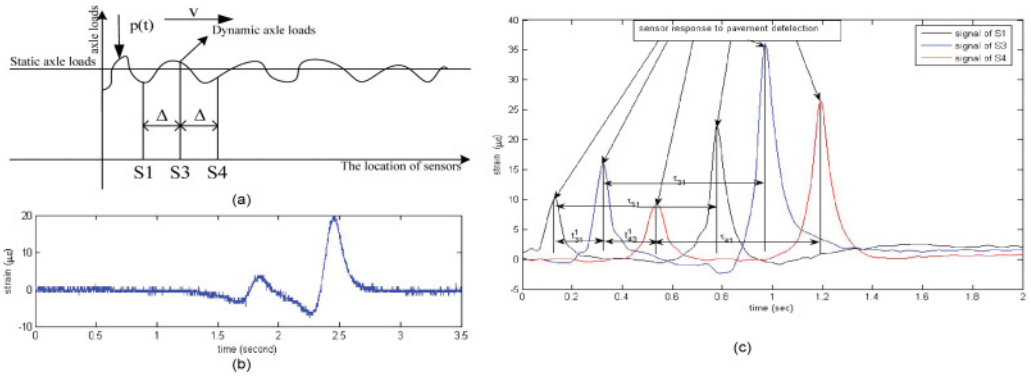 axle loads
p(t)
v
Dynamic axle loads
Static axle loads
Δ
Δ
S1
S3
S4
The location of sensors
(a)
strain (με)
20
10
0
-10
0
0.5
1
1.5
2
2.5
3
3.5
time (second)
(b)
strain (με)
40
35
30
25
20
15
10
5
0
-5
sensor response to pavement defelection
signal of S1
signal of S3
signal of S4
τ31
τ11
t¹31
t¹43
τ41
0
0.2
0.4
0.6
0.8
1
1.2
1.4
1.6
1.8
2
time (sec)
(c)